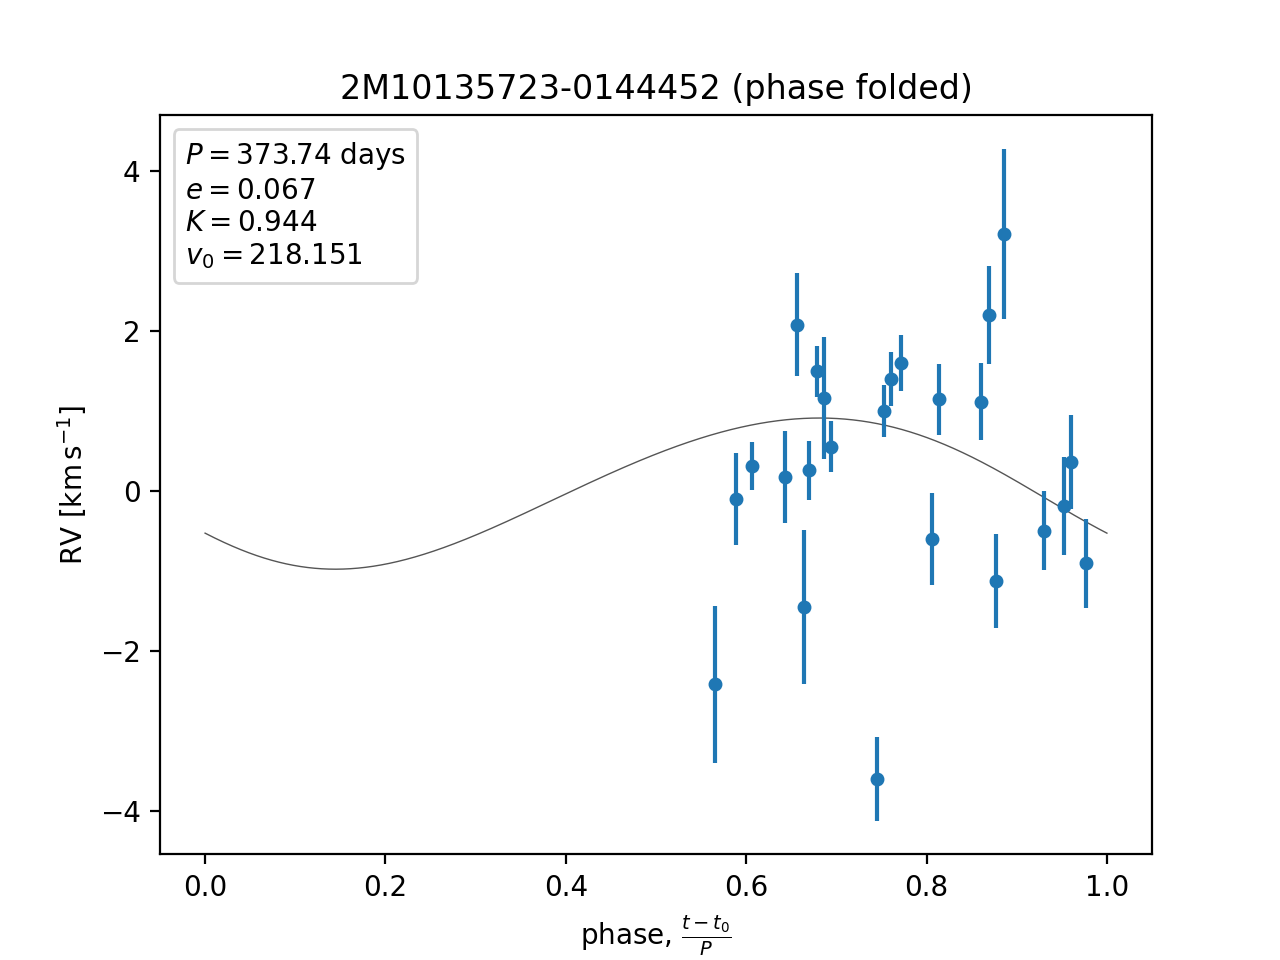 2M10135723-0144452 (phase folded)
P = 373.74 days
e = 0.067
K = 0.944
v₀ = 218.151
4
2
0
−2
−4
RV [km s⁻¹]
0.0 0.2 0.4 0.6 0.8 1.0
phase, (t − t₀)/P